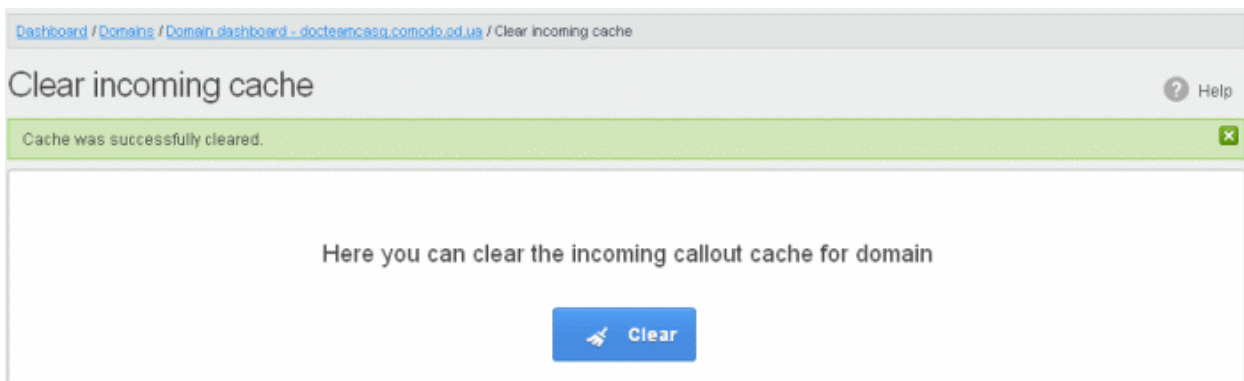 Dashboard / Domains / Domain dashboard - docteamcasg.comodo.od.ua / Clear incoming cache
Clear incoming cache
Help
Cache was successfully cleared.
Here you can clear the incoming callout cache for domain
Clear